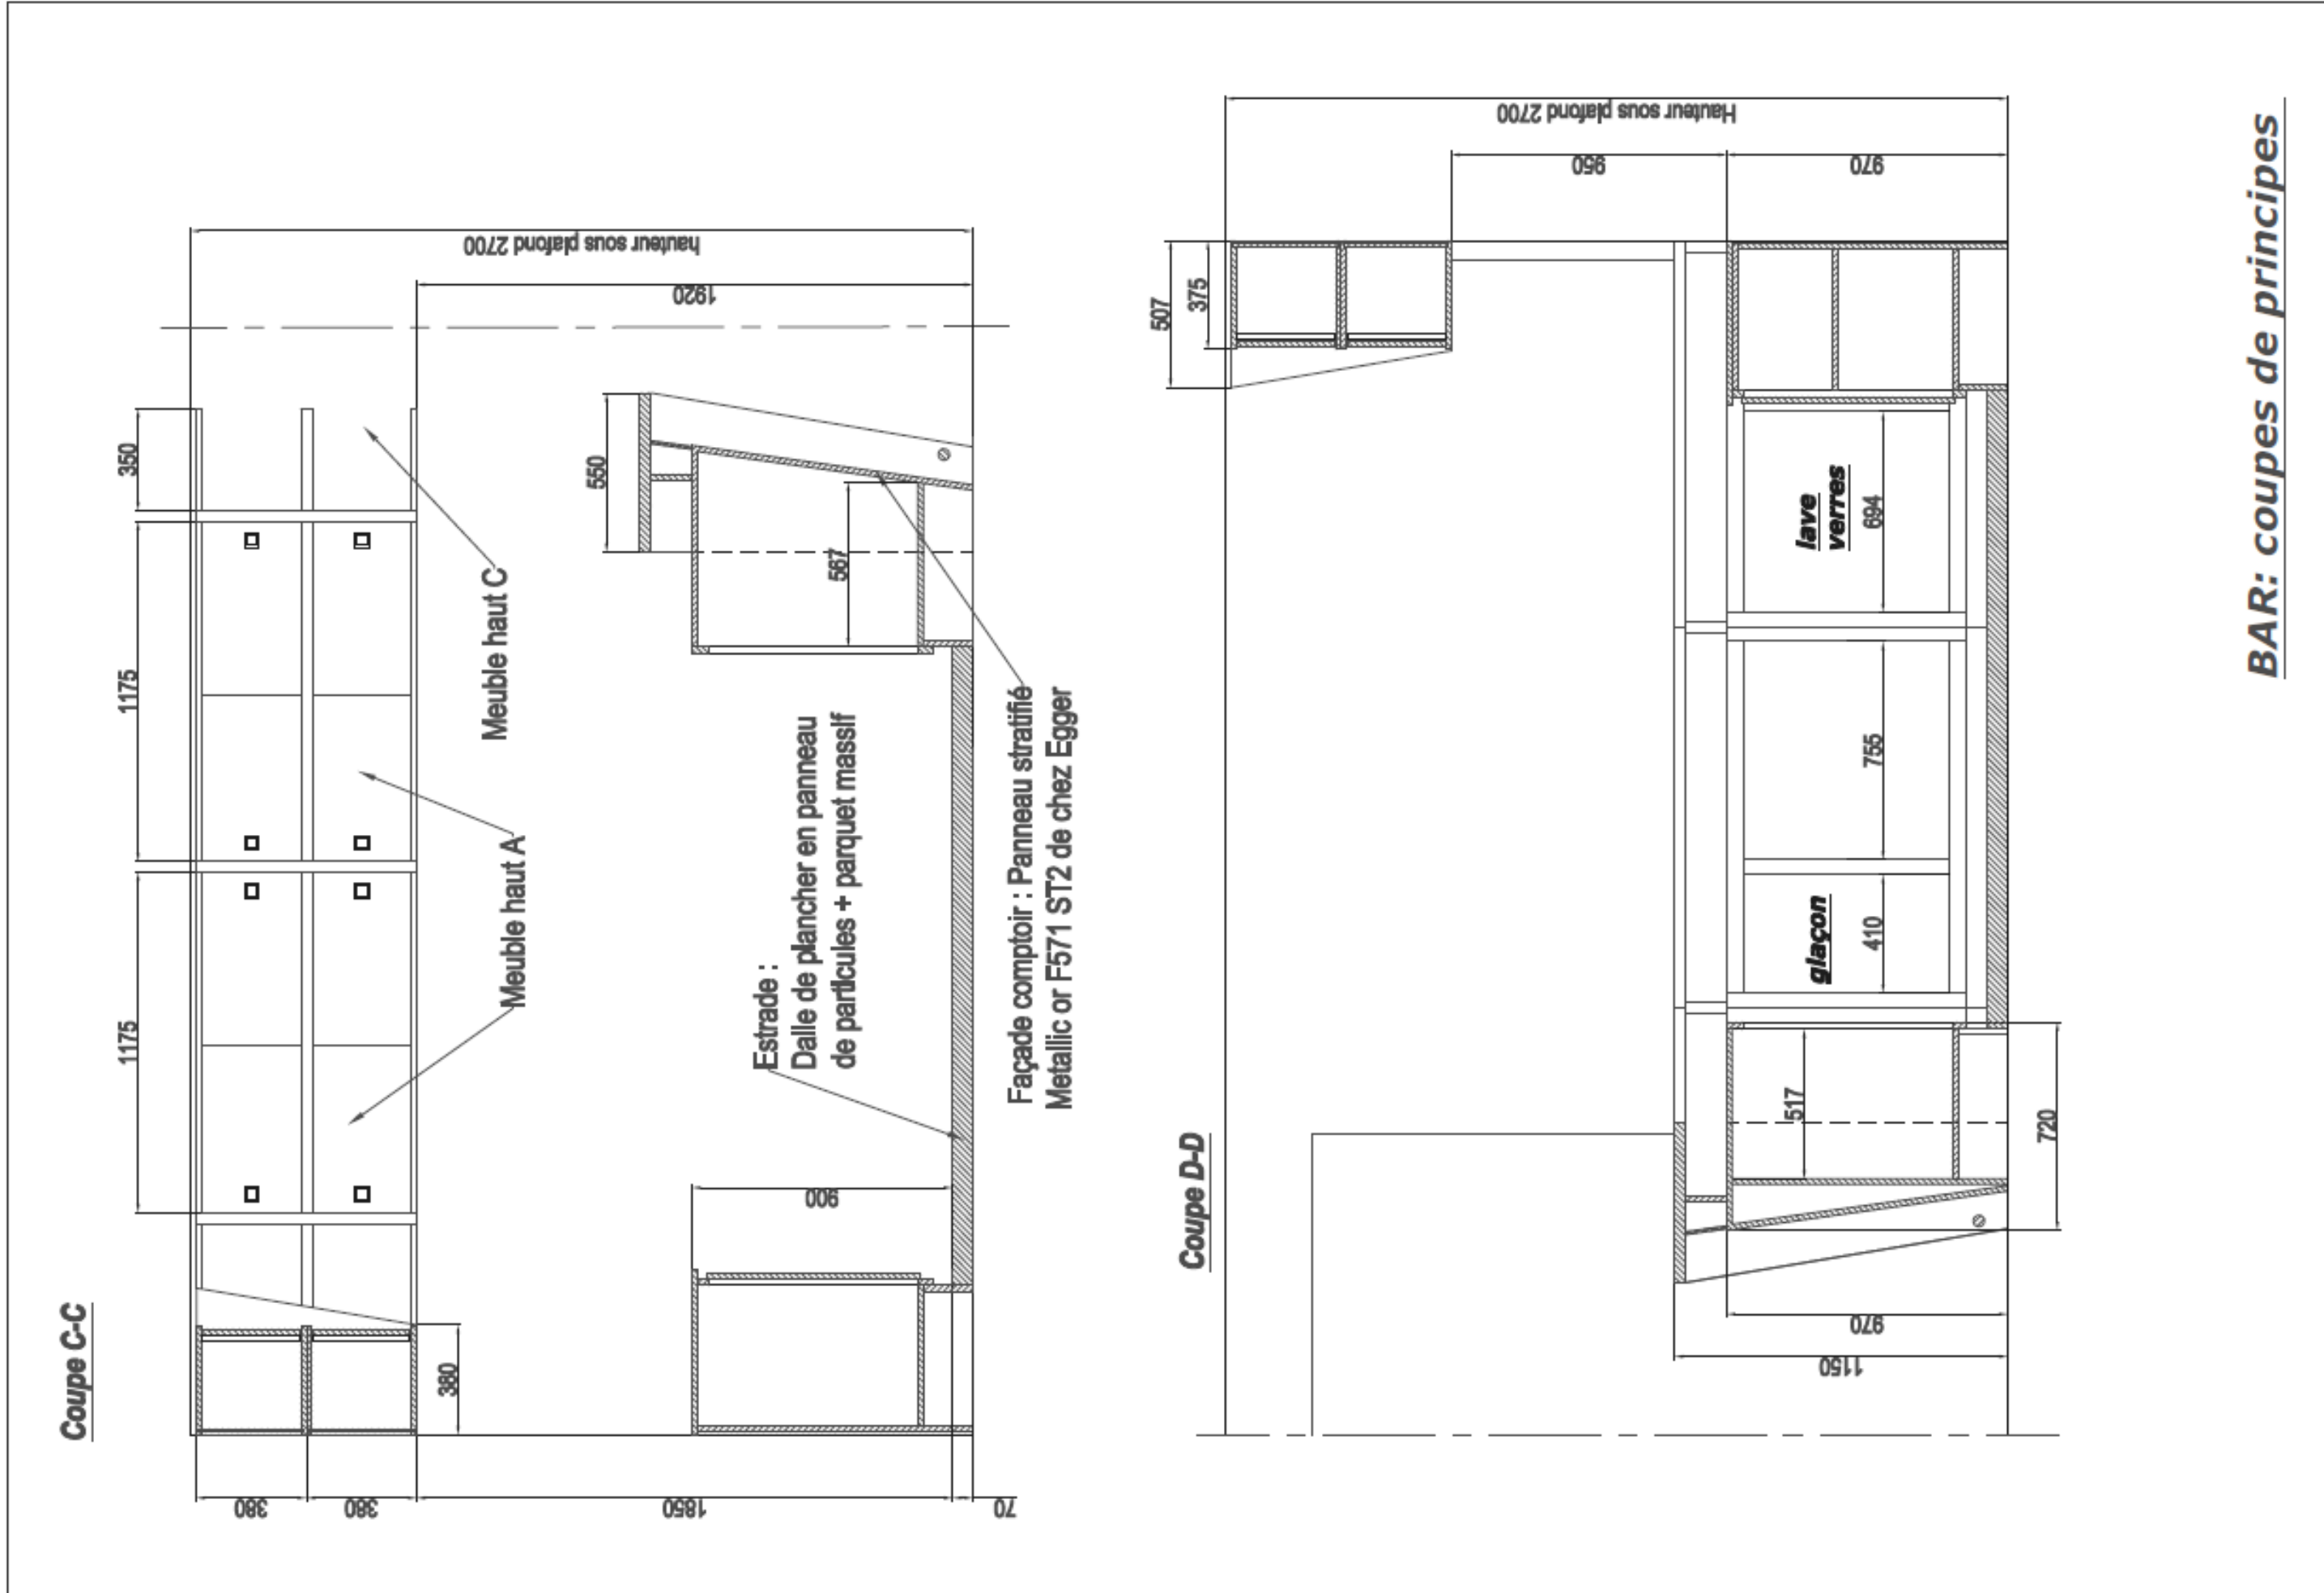 Coupe C-C
350
1175
1175
380
380
380
1850
70
hauteur sous plafond 2700
1920
550
567
900
Meuble haut C
Meuble haut A
Estrade :
Dalle de plancher en panneau
de particules + parquet massif
Façade comptoir : Panneau stratifié
Metallic or F571 ST2 de chez Egger
Coupe D-D
Hauteur sous plafond 2700
950
970
507
375
lave
verres
694
755
glaçon
410
517
720
970
1150
BAR: coupes de principes